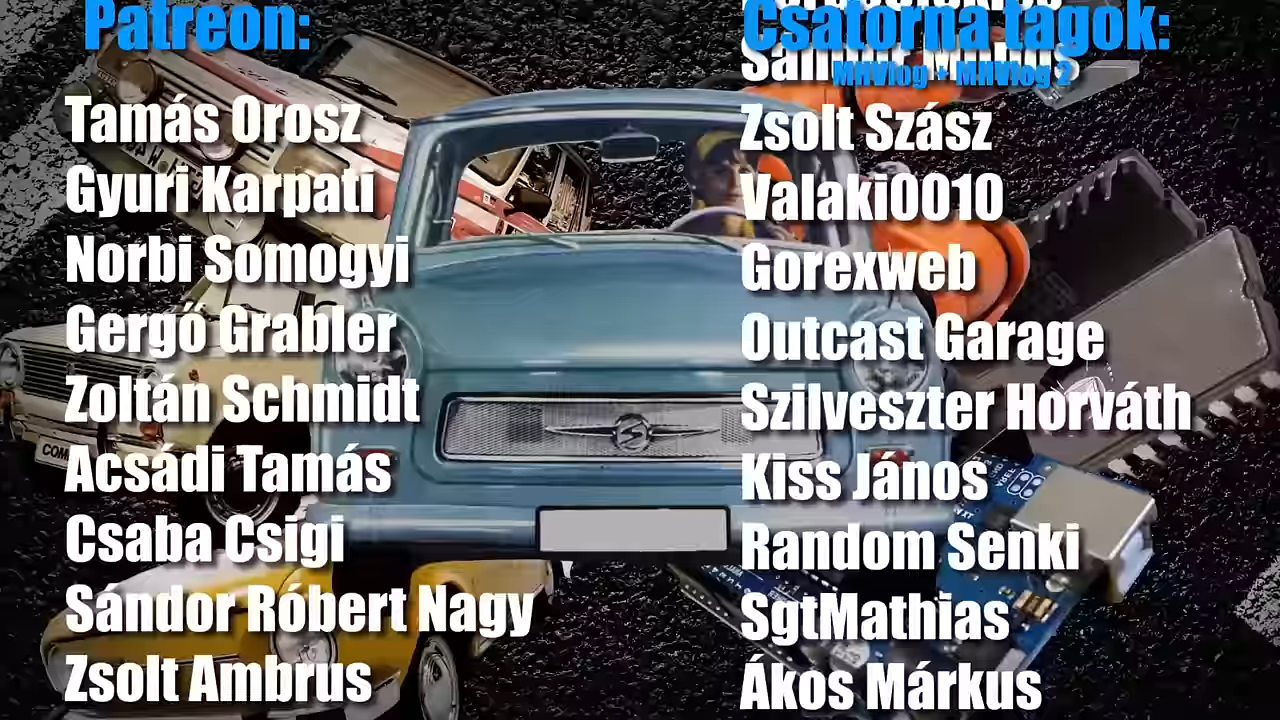 Patreon:
Tamás Orosz
Gyuri Karpati
Norbi Somogyi
Gergő Grabler
Zoltán Schmidt
Acsádi Tamás
Csaba Csigi
Sándor Róbert Nagy
Zsolt Ambrus
Csatorna tagok:
MHVlog + MHVlog 2
Zsolt Szász
Valaki0010
Gorexweb
Outcast Garage
Szilveszter Horváth
Kiss János
Random Senki
SgtMathias
Ákos Márkus